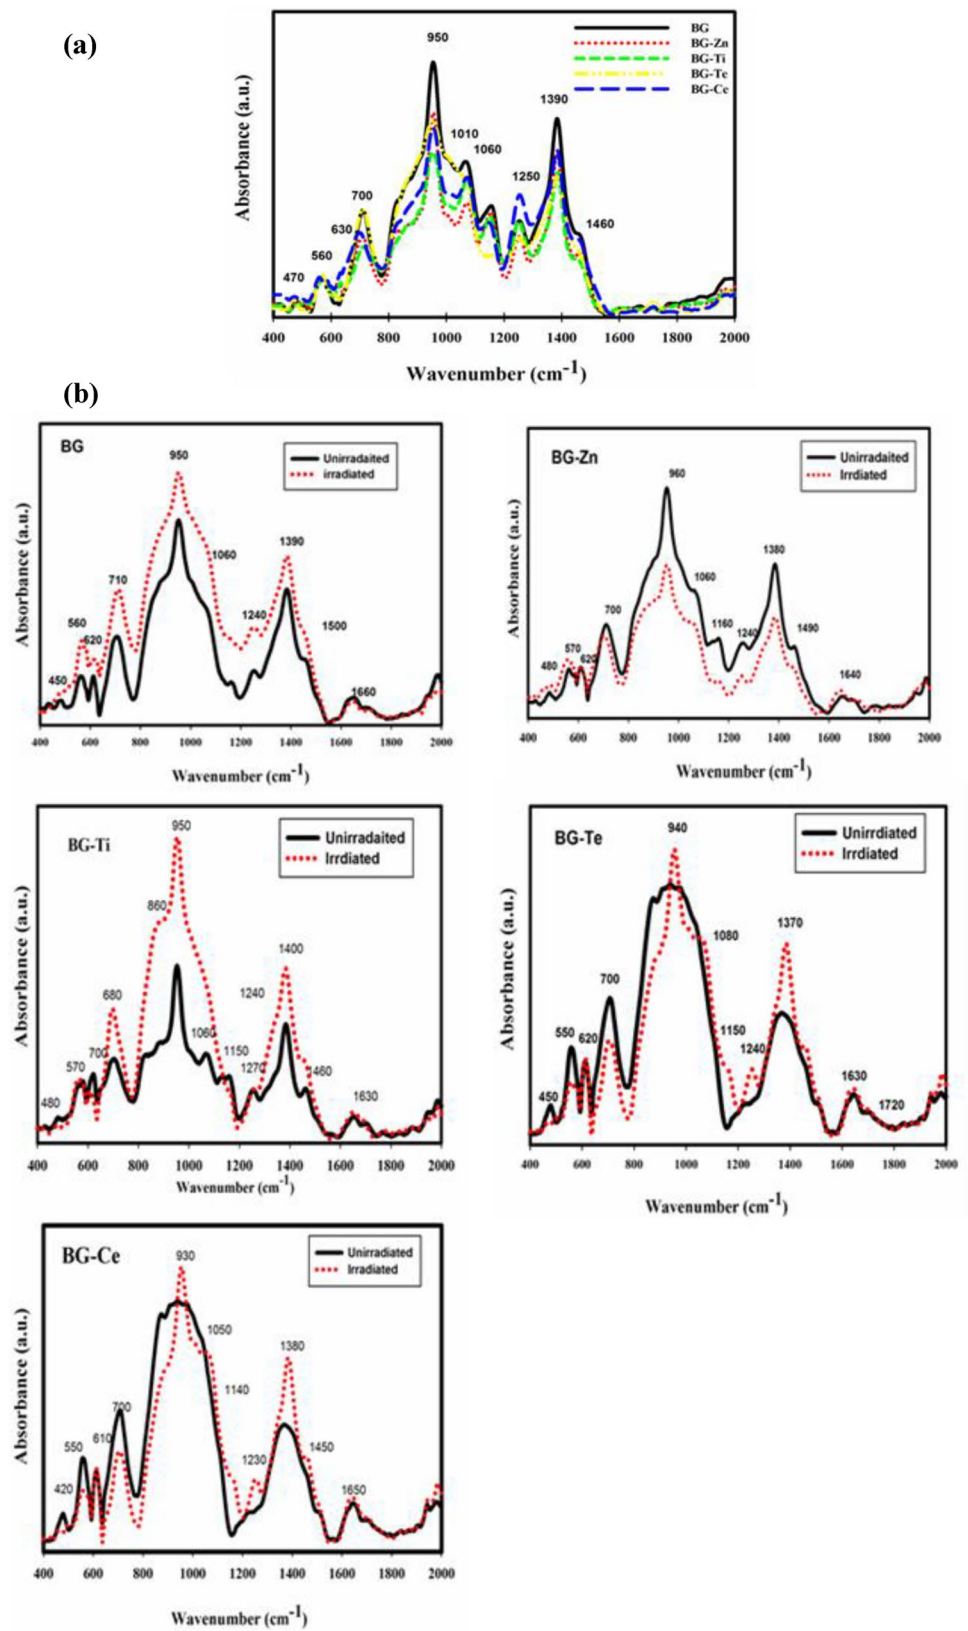 (a)
BG
BG-Zn
BG-Ti
BG-Te
BG-Ce
950
1390
1010
1060
1250
700
630
560
470
1460
Absorbance (a.u.)
400 600 800 1000 1200 1400 1600 1800 2000
Wavenumber (cm-1)
(b)
BG
Unirradaited
irradiated
950
1060
1390
710
560
620
1240
1500
450
1660
Absorbance (a.u.)
400 600 800 1000 1200 1400 1600 1800 2000
Wavenumber (cm-1)
BG-Zn
Unirradaited
Irrdiated
960
1380
1060
700
1160
1240
1490
570
480
620
1640
Absorbance (a.u.)
400 600 800 1000 1200 1400 1600 1800 2000
Wavenumber (cm-1)
BG-Ti
Unirradaited
Irrdiated
950
860
1400
680
1240
1060
700
1150
570
1270
1460
480
1630
Absorbance (a.u.)
400 600 800 1000 1200 1400 1600 1800 2000
Wavenumber (cm-1)
BG-Te
Unirrdiated
Irrdiated
940
1080
1370
700
550
620
1150
1240
450
1630
1720
Absorbance (a.u.)
400 600 800 1000 1200 1400 1600 1800 2000
Wavenumber (cm-1)
BG-Ce
Unirradiated
Irradiated
930
1050
1380
1140
700
550
610
1230
1450
420
1650
Absorbance (a.u.)
400 600 800 1000 1200 1400 1600 1800 2000
Wavenumber (cm-1)